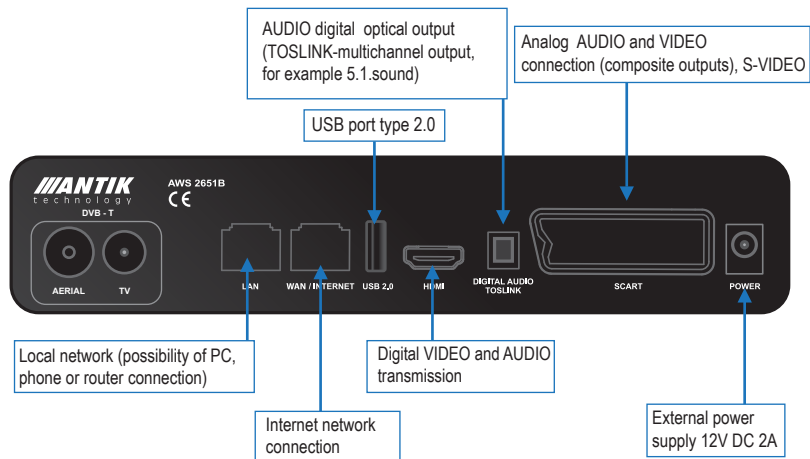 AUDIO digital optical output
(TOSLINK-multichannel output,
for example 5.1.sound)
Analog AUDIO and VIDEO
connection (composite outputs), S-VIDEO
USB port type 2.0
ANTIK
technology
AWS 2651B
CE
DVB - T
AERIAL
TV
LAN
WAN / INTERNET
USB 2.0
HDMI
DIGITAL AUDIO
TOSLINK
SCART
POWER
Local network (possibility of PC,
phone or router connection)
Digital VIDEO and AUDIO
transmission
Internet network
connection
External power
supply 12V DC 2A